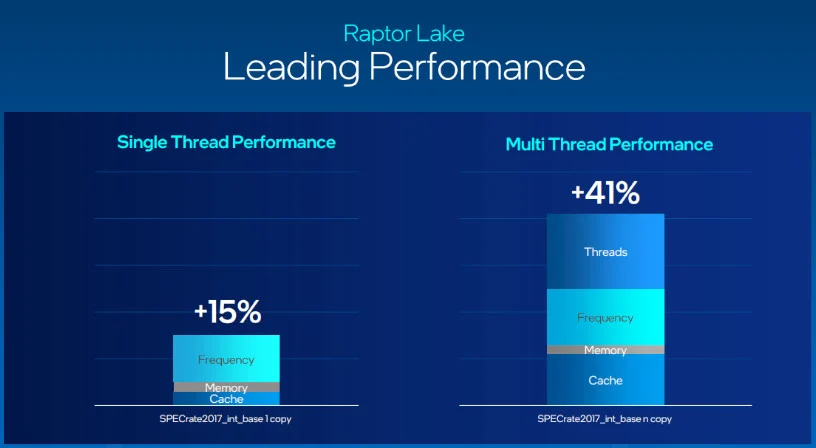 Raptor Lake
Leading Performance
Single Thread Performance
+15%
Frequency
Memory
Cache
SPECrate2017_int_base 1 copy
Multi Thread Performance
+41%
Threads
Frequency
Memory
Cache
SPECrate2017_int_base n copy